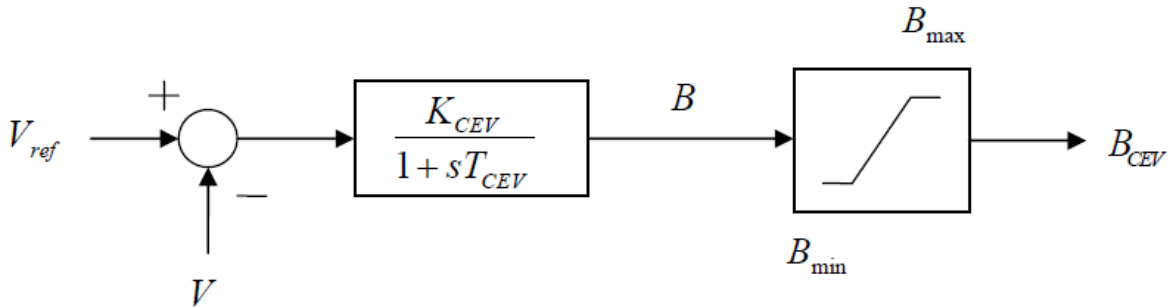 V_ref
+
−
V
K_CEV
1 + sT_CEV
B
B_max
B_min
B_CEV